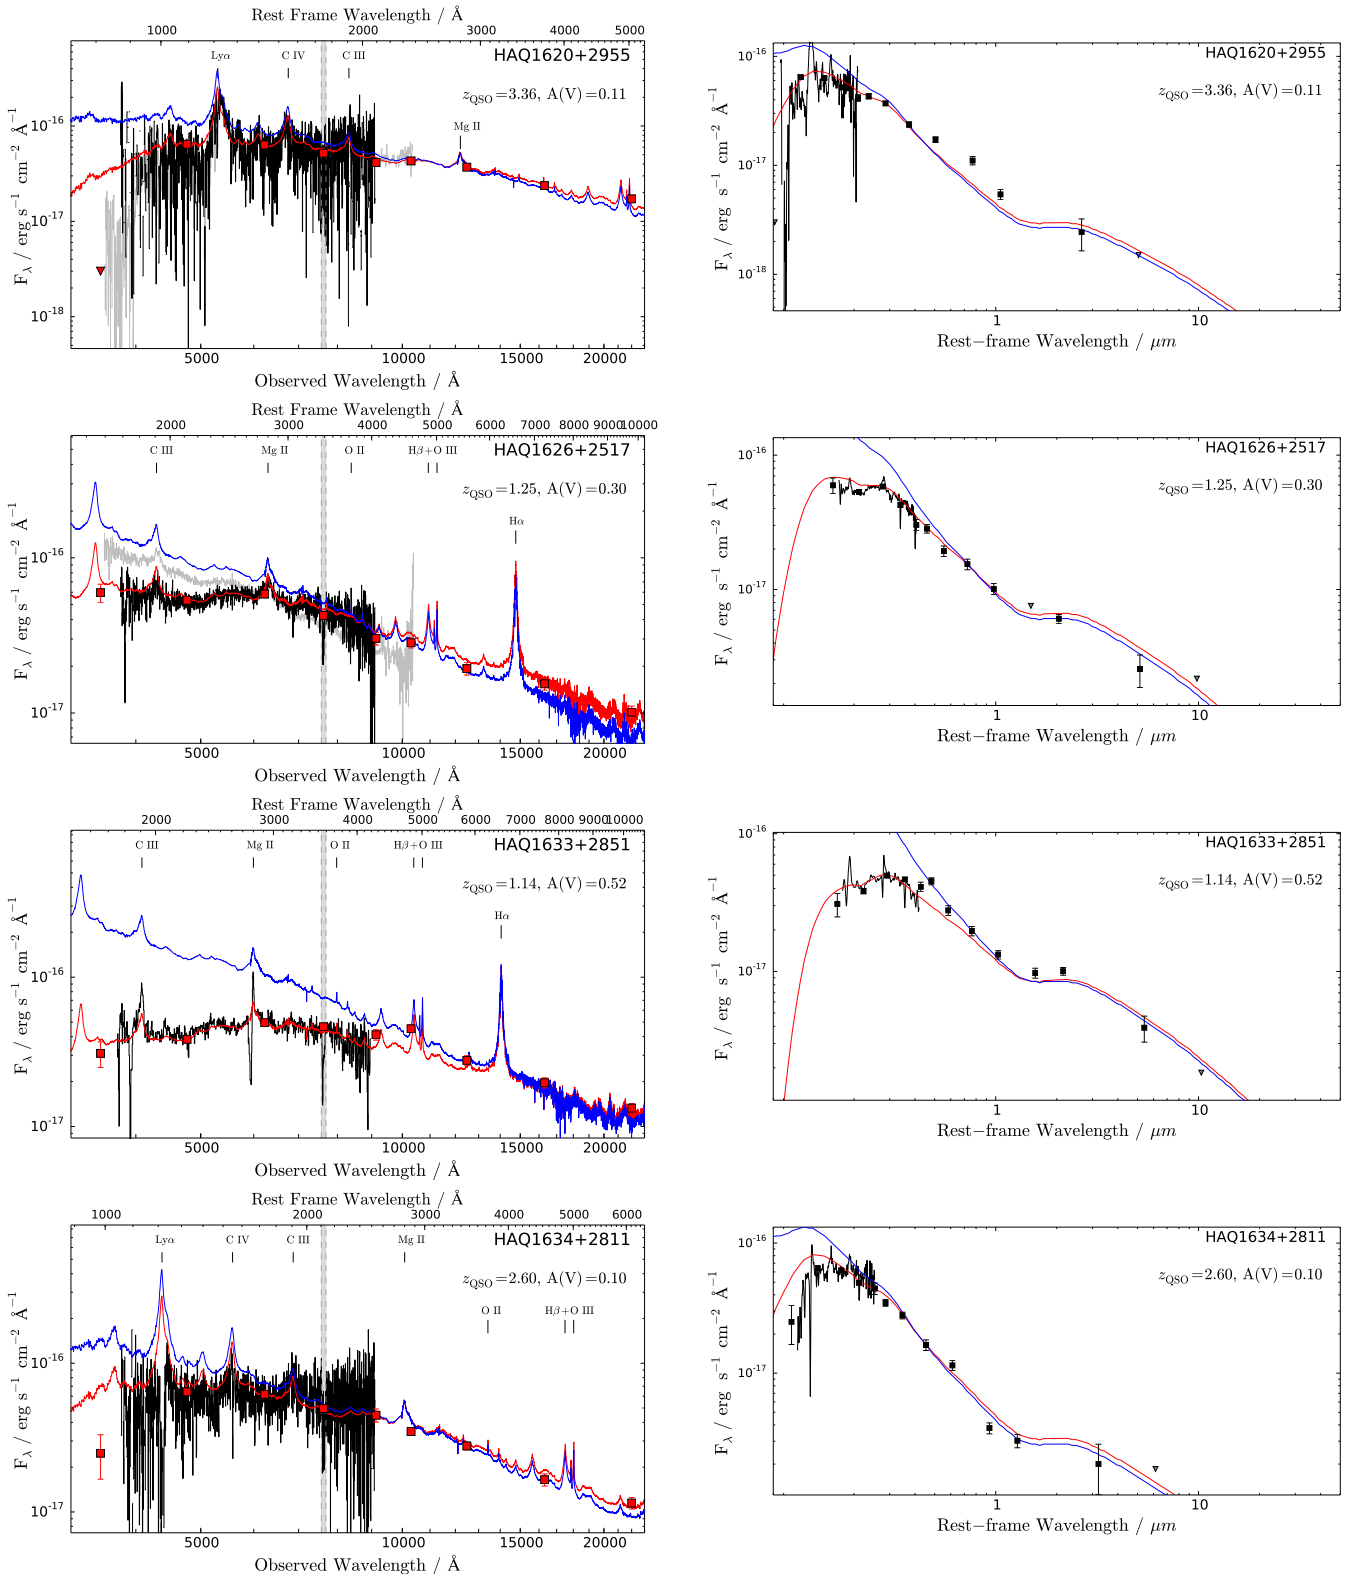 Rest Frame Wavelength / Å
1000 2000 3000 4000 5000
HAQ1620+2955
z_QSO=3.36, A(V)=0.11
Lyα C IV C III Mg II
F_λ / erg s⁻¹ cm⁻² Å⁻¹
10⁻¹⁶
10⁻¹⁷
10⁻¹⁸
5000 10000 15000 20000
Observed Wavelength / Å
HAQ1620+2955
z_QSO=3.36, A(V)=0.11
F_λ / erg s⁻¹ cm⁻² Å⁻¹
10⁻¹⁶
10⁻¹⁷
10⁻¹⁸
1 10
Rest−frame Wavelength / μm
Rest Frame Wavelength / Å
2000 3000 4000 5000 6000 7000 8000 9000 10000
HAQ1626+2517
z_QSO=1.25, A(V)=0.30
C III Mg II O II Hβ+O III Hα
F_λ / erg s⁻¹ cm⁻² Å⁻¹
10⁻¹⁶
10⁻¹⁷
5000 10000 15000 20000
Observed Wavelength / Å
HAQ1626+2517
z_QSO=1.25, A(V)=0.30
F_λ / erg s⁻¹ cm⁻² Å⁻¹
10⁻¹⁶
10⁻¹⁷
1 10
Rest−frame Wavelength / μm
Rest Frame Wavelength / Å
2000 3000 4000 5000 6000 7000 8000 9000 10000
HAQ1633+2851
z_QSO=1.14, A(V)=0.52
C III Mg II O II Hβ+O III Hα
F_λ / erg s⁻¹ cm⁻² Å⁻¹
10⁻¹⁶
10⁻¹⁷
5000 10000 15000 20000
Observed Wavelength / Å
HAQ1633+2851
z_QSO=1.14, A(V)=0.52
F_λ / erg s⁻¹ cm⁻² Å⁻¹
10⁻¹⁶
10⁻¹⁷
1 10
Rest−frame Wavelength / μm
Rest Frame Wavelength / Å
1000 2000 3000 4000 5000 6000
HAQ1634+2811
z_QSO=2.60, A(V)=0.10
Lyα C IV C III Mg II O II Hβ+O III
F_λ / erg s⁻¹ cm⁻² Å⁻¹
10⁻¹⁶
10⁻¹⁷
5000 10000 15000 20000
Observed Wavelength / Å
HAQ1634+2811
z_QSO=2.60, A(V)=0.10
F_λ / erg s⁻¹ cm⁻² Å⁻¹
10⁻¹⁶
10⁻¹⁷
1 10
Rest−frame Wavelength / μm